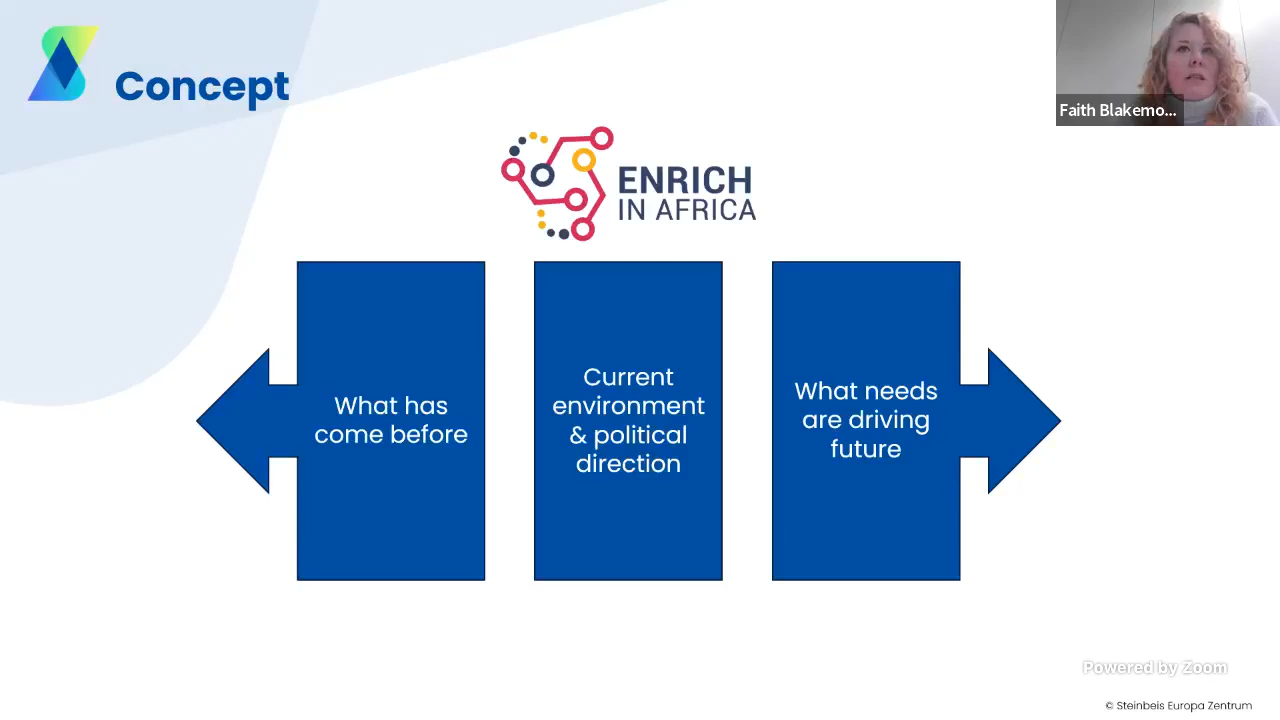 Concept
Faith Blakemo...
ENRICH
IN AFRICA
What has
come before
Current
environment
& political
direction
What needs
are driving
future
Powered by Zoom
© Steinbeis Europa Zentrum